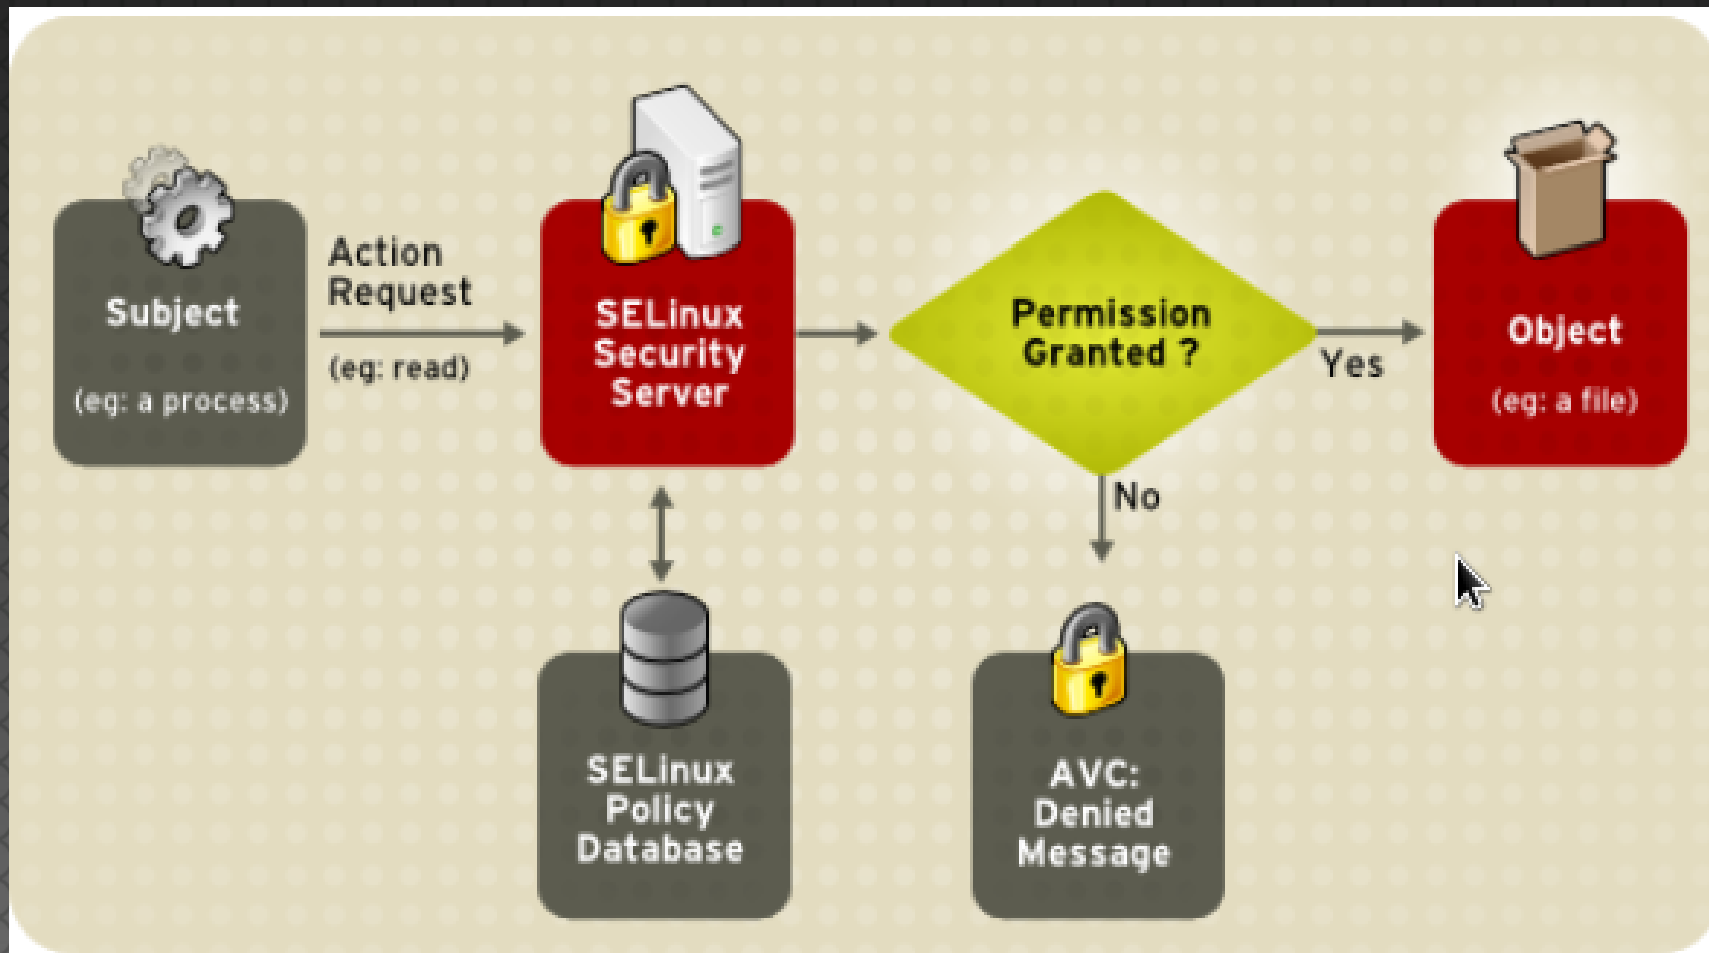 Subject
(eg: a process)
Action
Request
(eg: read)
SELinux
Security
Server
Permission
Granted ?
Yes
Object
(eg: a file)
No
SELinux
Policy
Database
AVC:
Denied
Message